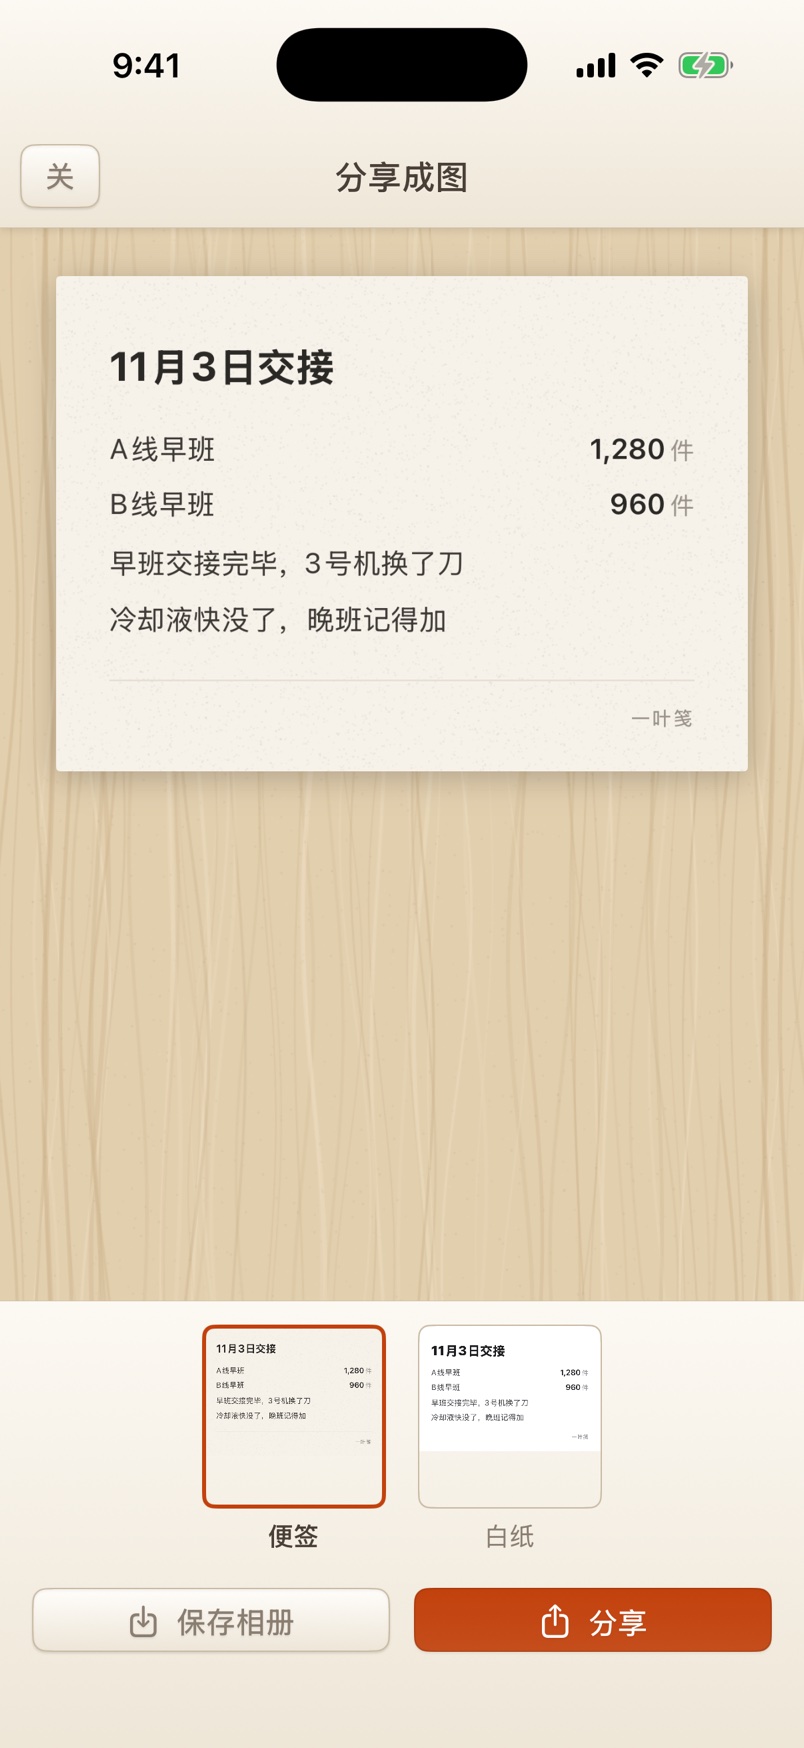 9:41
关
分享成图
11月3日交接
A线早班 1,280 件
B线早班 960 件
早班交接完毕，3号机换了刀
冷却液快没了，晚班记得加
一叶笺
11月3日交接
A线早班 1,280 件
B线早班 960 件
早班交接完毕，3号机换了刀
冷却液快没了，晚班记得加
一叶笺
便签
11月3日交接
A线早班 1,280 件
B线早班 960 件
早班交接完毕，3号机换了刀
冷却液快没了，晚班记得加
一叶笺
白纸
保存相册
分享